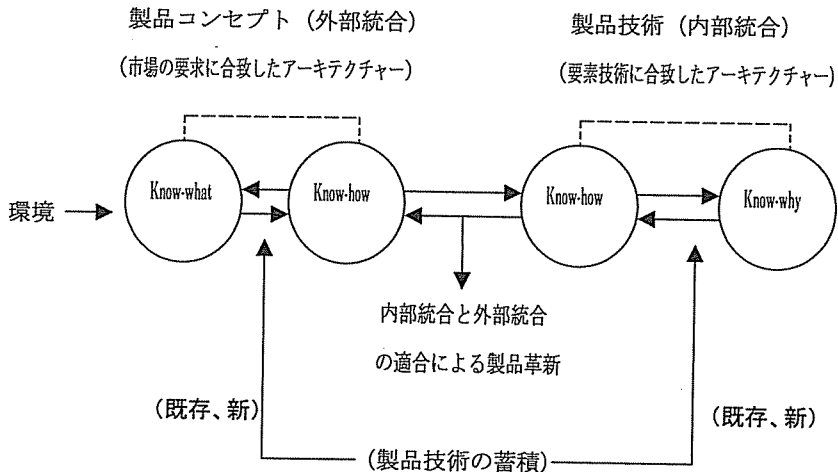 製品コンセプト（外部統合）
（市場の要求に合致したアーキテクチャー）
製品技術（内部統合）
（要素技術に合致したアーキテクチャー）
環境
Know-what
Know-how
Know-how
Know-why
内部統合と外部統合
の適合による製品革新
（既存、新）
（既存、新）
（製品技術の蓄積）